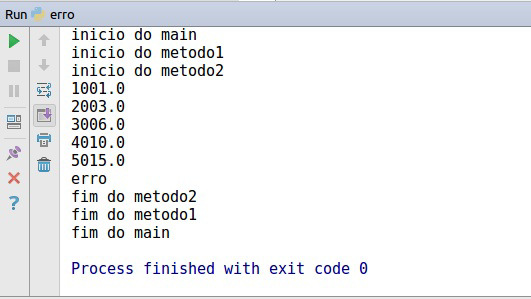 Run erro
inicio do main
inicio do metodo1
inicio do metodo2
1001.0
2003.0
3006.0
4010.0
5015.0
erro
fim do metodo2
fim do metodo1
fim do main
Process finished with exit code 0